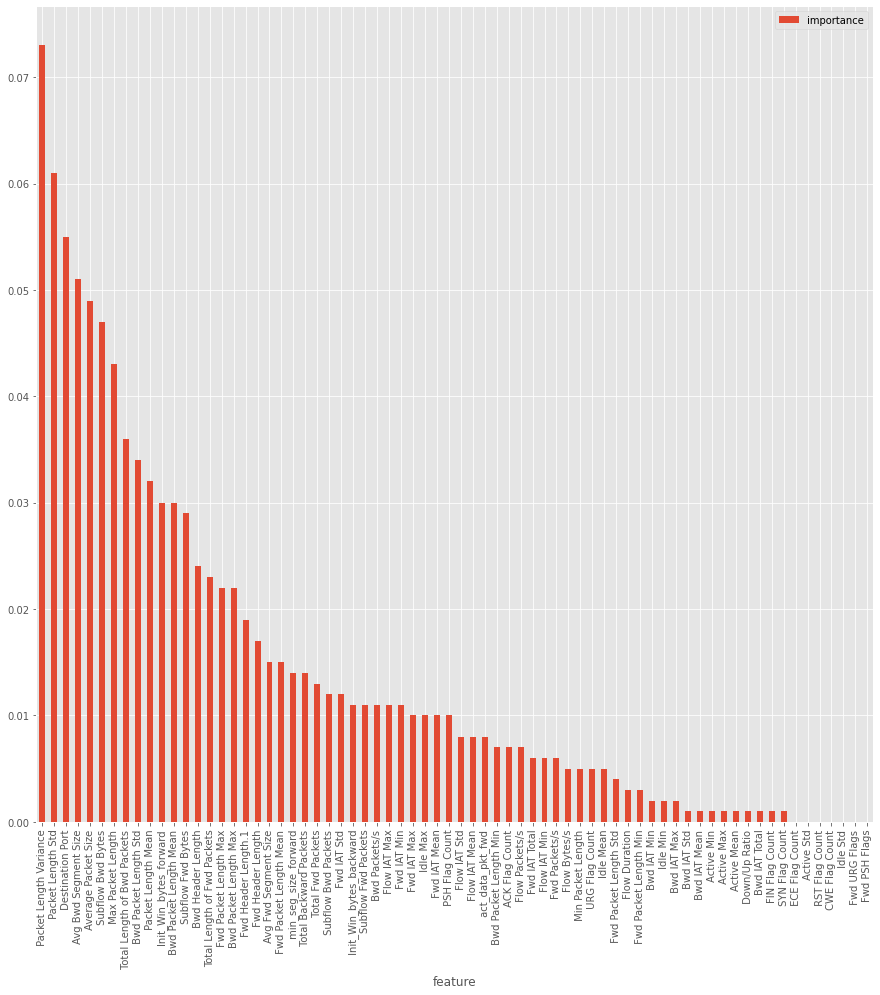 importance
0.07
0.06
0.05
0.04
0.03
0.02
0.01
0.00
Packet Length Variance
Packet Length Std
Destination Port
Avg Bwd Segment Size
Average Packet Size
Subflow Bwd Bytes
Max Packet Length
Total Length of Bwd Packets
Bwd Packet Length Std
Packet Length Mean
Init_Win_bytes_forward
Bwd Packet Length Mean
Subflow Fwd Bytes
Bwd Header Length
Total Length of Fwd Packets
Fwd Packet Length Max
Bwd Packet Length Max
Fwd Header Length.1
Fwd Header Length
Avg Fwd Segment Size
Fwd Packet Length Mean
min_seg_size_forward
Total Backward Packets
Total Fwd Packets
Subflow Bwd Packets
Fwd IAT Std
Init_Win_bytes_backward
Subflow Fwd Packets
Bwd Packets/s
Flow IAT Max
Fwd IAT Min
Fwd IAT Max
Idle Max
Fwd IAT Mean
PSH Flag Count
Flow IAT Std
Flow IAT Mean
act_data_pkt_fwd
Bwd Packet Length Min
ACK Flag Count
Flow Packets/s
Fwd IAT Total
Flow IAT Min
Fwd Packets/s
Flow Bytes/s
Min Packet Length
URG Flag Count
Idle Mean
Fwd Packet Length Std
Flow Duration
Fwd Packet Length Min
Bwd IAT Min
Idle Min
Bwd IAT Max
Bwd IAT Std
Bwd IAT Mean
Active Min
Active Max
Active Mean
Down/Up Ratio
Bwd IAT Total
FIN Flag Count
SYN Flag Count
ECE Flag Count
Active Std
RST Flag Count
CWE Flag Count
Idle Std
Fwd URG Flags
Fwd PSH Flags
feature